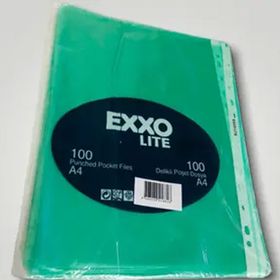 EXXO
LITE
100
Punched Pocket Files
A4
100
Delikli Poşet Dosya
A4